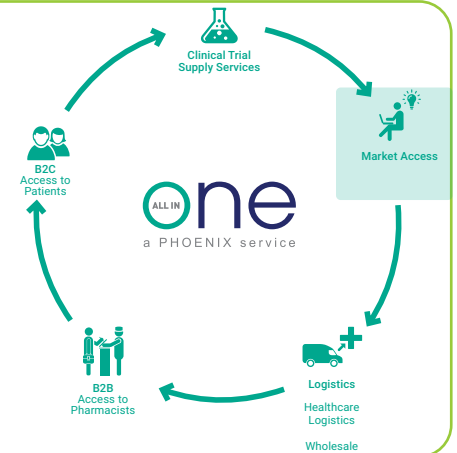 Clinical Trial
Supply Services
Market Access
B2C
Access to
Patients
ALL IN
one
a PHOENIX service
B2B
Access to
Pharmacists
Logistics
Healthcare
Logistics
Wholesale